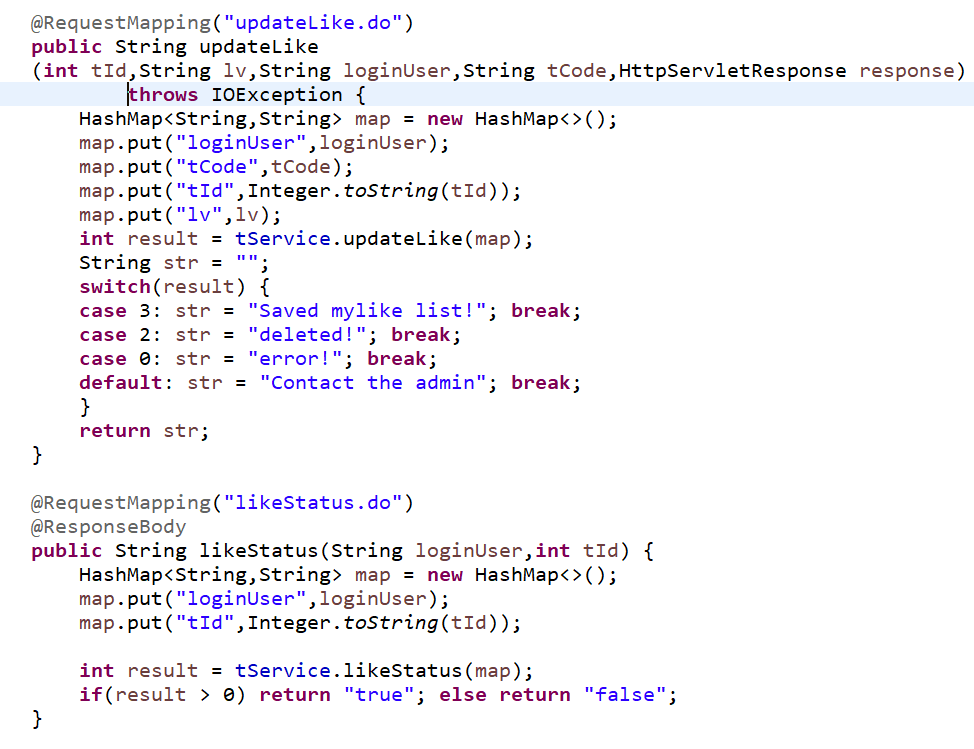 @RequestMapping("updateLike.do")
public String updateLike
(int tId,String lv,String loginUser,String tCode,HttpServletResponse response)
throws IOException {
HashMap<String,String> map = new HashMap<>();
map.put("loginUser",loginUser);
map.put("tCode",tCode);
map.put("tId",Integer.toString(tId));
map.put("lv",lv);
int result = tService.updateLike(map);
String str = "";
switch(result) {
case 3: str = "Saved mylike list!"; break;
case 2: str = "deleted!"; break;
case 0: str = "error!"; break;
default: str = "Contact the admin"; break;
}
return str;
}
@RequestMapping("likeStatus.do")
@ResponseBody
public String likeStatus(String loginUser,int tId) {
HashMap<String,String> map = new HashMap<>();
map.put("loginUser",loginUser);
map.put("tId",Integer.toString(tId));
int result = tService.likeStatus(map);
if(result > 0) return "true"; else return "false";
}